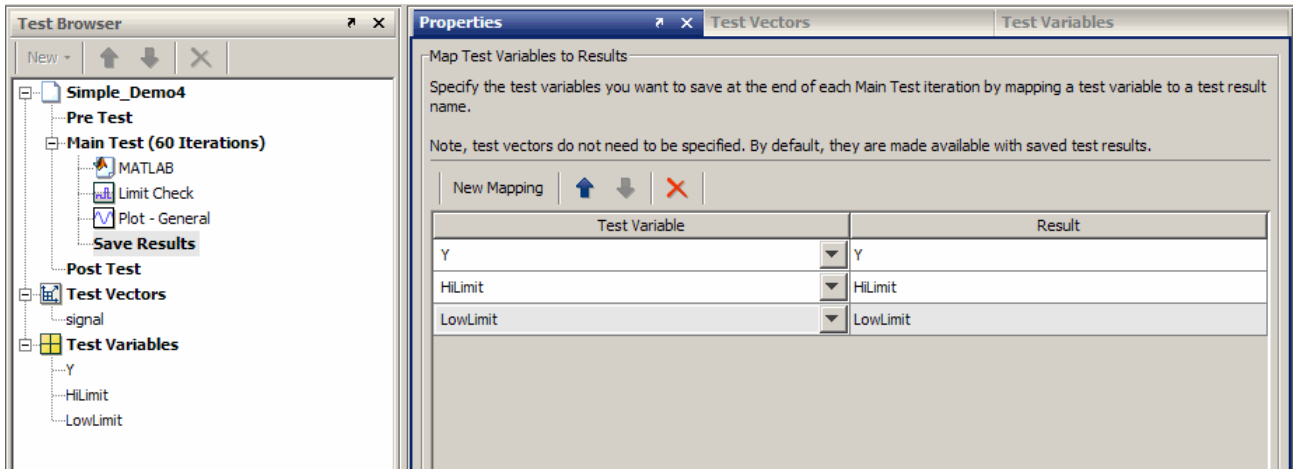 Test Browser
New
Simple_Demo4
Pre Test
Main Test (60 Iterations)
MATLAB
Limit Check
Plot - General
Save Results
Post Test
Test Vectors
signal
Test Variables
Y
HiLimit
LowLimit
Properties
Test Vectors
Test Variables
Map Test Variables to Results
Specify the test variables you want to save at the end of each Main Test iteration by mapping a test variable to a test result
name.
Note, test vectors do not need to be specified. By default, they are made available with saved test results.
New Mapping
Test Variable Result
Y Y
HiLimit HiLimit
LowLimit LowLimit